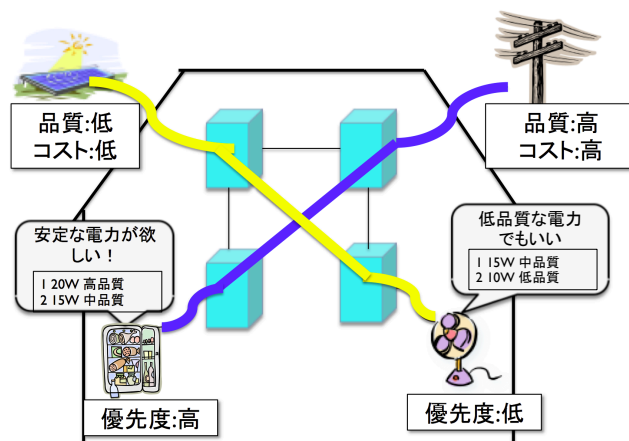 品質:低
コスト:低
品質:高
コスト:高
安定な電力が欲
しい！
1 20W 高品質
2 15W 中品質
低品質な電力
でもいい
1 15W 中品質
2 10W 低品質
優先度:高
優先度:低